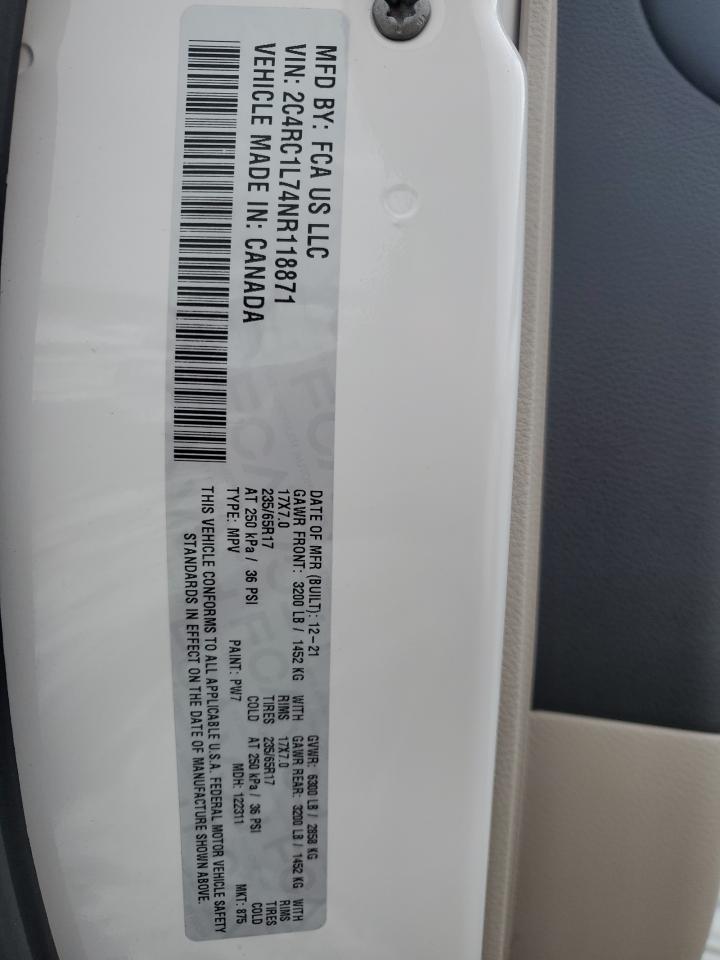 MFD BY: FCA US LLC
VIN: 2C4RC1L74NR118871
VEHICLE MADE IN: CANADA
DATE OF MFR (BUILT): 12-21 GVWR: 6300 LB / 2858 KG
GAWR FRONT: 3200 LB / 1452 KG WITH GAWR REAR: 3200 LB / 1452 KG WITH
17X7.0 RIMS 17X7.0 RIMS
235/65R17 TIRES 235/65R17 TIRES
AT 250 kPa / 36 PSI COLD AT 250 kPa / 36 PSI COLD
TYPE: MPV PAINT: PW7 MDH: 122311 MKT: 875
THIS VEHICLE CONFORMS TO ALL APPLICABLE U.S.A. FEDERAL MOTOR VEHICLE SAFETY
STANDARDS IN EFFECT ON THE DATE OF MANUFACTURE SHOWN ABOVE.